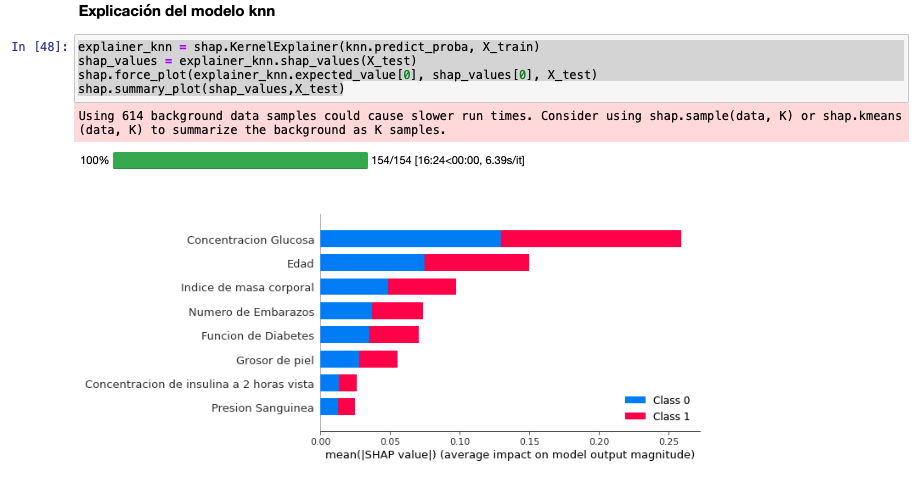 Explicación del modelo knn
In [48]:
explainer_knn = shap.KernelExplainer(knn.predict_proba, X_train)
shap_values = explainer_knn.shap_values(X_test)
shap.force_plot(explainer_knn.expected_value[0], shap_values[0], X_test)
shap.summary_plot(shap_values,X_test)
Using 614 background data samples could cause slower run times. Consider using shap.sample(data, K) or shap.kmeans
(data, K) to summarize the background as K samples.
100% 154/154 [16:24<00:00, 6.39s/it]
Concentracion Glucosa
Edad
Indice de masa corporal
Numero de Embarazos
Funcion de Diabetes
Grosor de piel
Concentracion de insulina a 2 horas vista
Presion Sanguinea
Class 0
Class 1
0.00 0.05 0.10 0.15 0.20 0.25
mean(|SHAP value|) (average impact on model output magnitude)